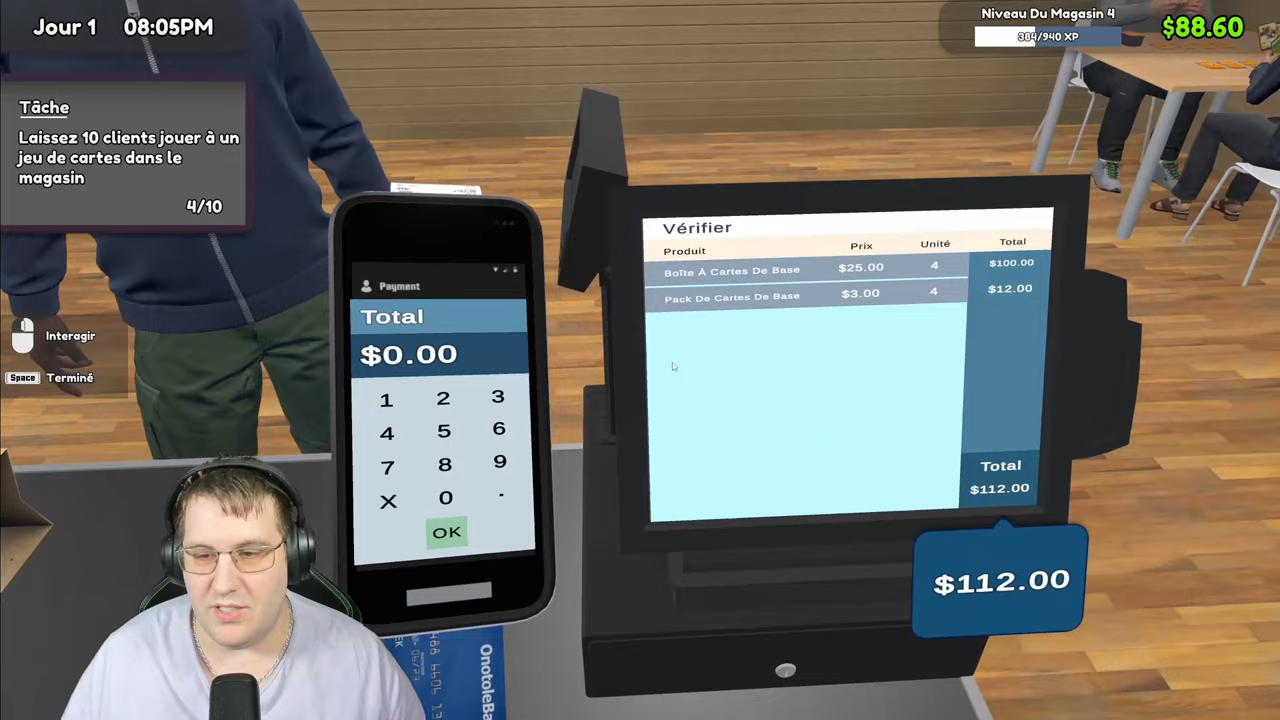 Jour 1 08:05PM
Niveau Du Magasin 4
384/940 XP
$88.60
Tâche
Laissez 10 clients jouer à un
jeu de cartes dans le
magasin
4/10
Interagir
Space Terminé
Payment
Total
$0.00
1 2 3
4 5 6
7 8 9
X 0 .
OK
Vérifier
Produit Prix Unité Total
Boîte À Cartes De Base $25.00 4 $100.00
Pack De Cartes De Base $3.00 4 $12.00
Total
$112.00
$112.00